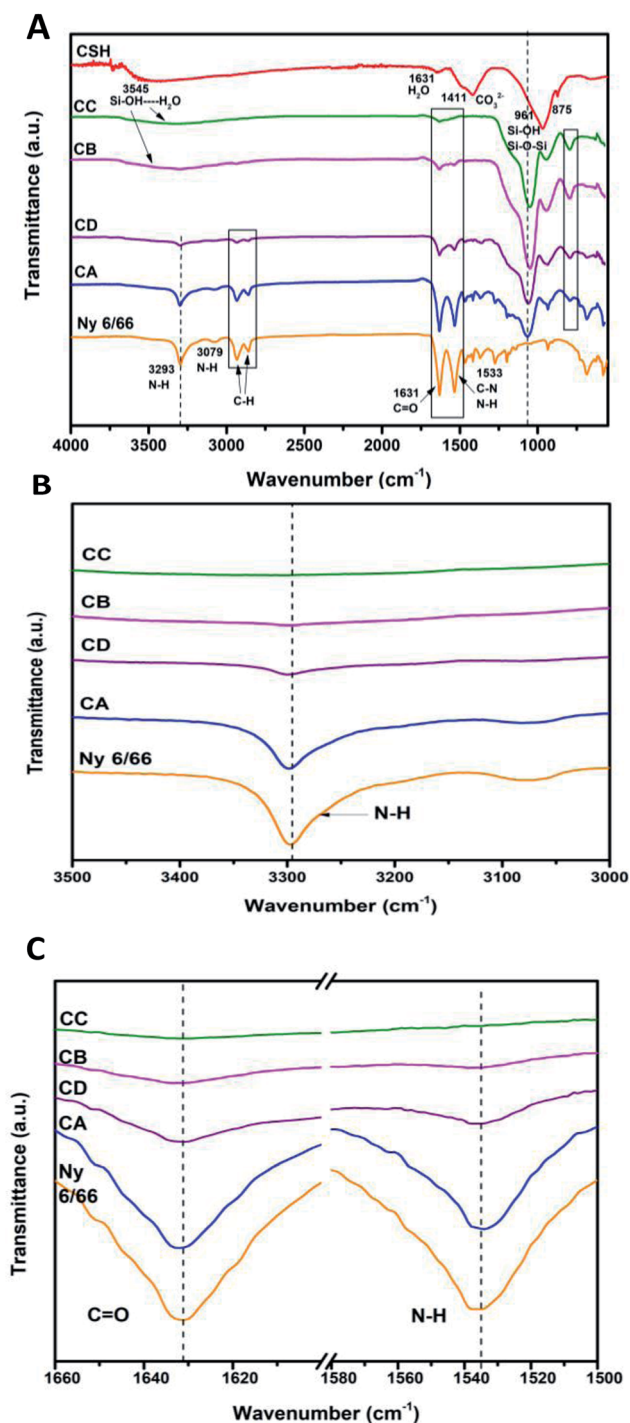 A
CSH
3545
Si-OH----H2O
1631
H2O
1411
CO3^2-
961
Si-OH
Si-O-Si
875
CC
CB
CD
CA
Ny 6/66
3293
N-H
3079
N-H
C-H
1631
C=O
1533
C-N
N-H
Transmittance (a.u.)
4000 3500 3000 2500 2000 1500 1000
Wavenumber (cm-1)
B
CC
CB
CD
CA
Ny 6/66
N-H
Transmittance (a.u.)
3500 3400 3300 3200 3100 3000
Wavenumber (cm-1)
C
CC
CB
CD
CA
Ny
6/66
C=O
N-H
Transmittance (a.u.)
1660 1640 1620 1580 1560 1540 1520 1500
Wavenumber (cm-1)